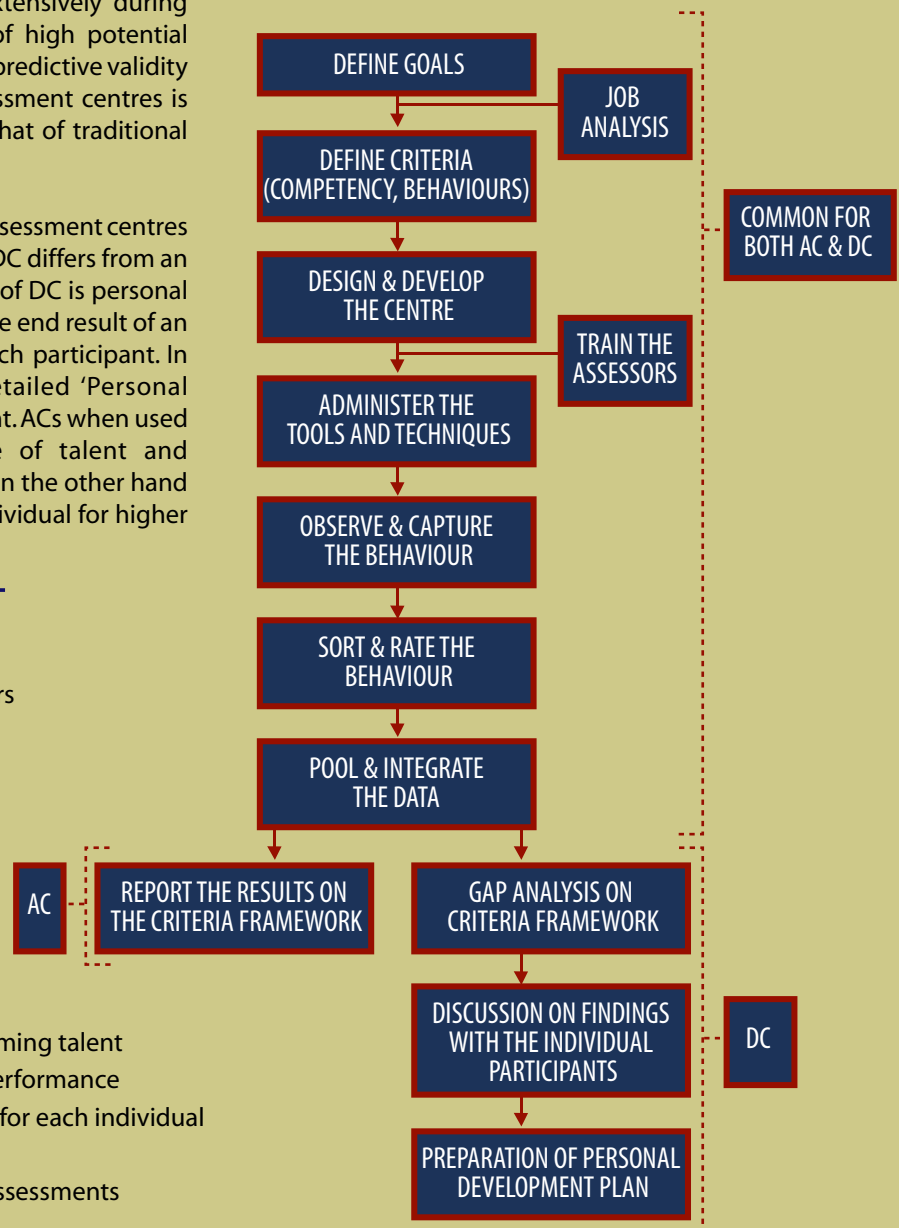 extensively during
of high potential
predictive validity
ssment centres is
hat of traditional
ssessment centres
DC differs from an
of DC is personal
e end result of an
ch participant. In
etailed ‘Personal
nt. ACs when used
e of talent and
n the other hand
ividual for higher
rs
ming talent
erformance
for each individual
ssessments
DEFINE GOALS
JOB
ANALYSIS
DEFINE CRITERIA
(COMPETENCY, BEHAVIOURS)
COMMON FOR
BOTH AC & DC
DESIGN & DEVELOP
THE CENTRE
TRAIN THE
ASSESSORS
ADMINISTER THE
TOOLS AND TECHNIQUES
OBSERVE & CAPTURE
THE BEHAVIOUR
SORT & RATE THE
BEHAVIOUR
POOL & INTEGRATE
THE DATA
AC
REPORT THE RESULTS ON
THE CRITERIA FRAMEWORK
GAP ANALYSIS ON
CRITERIA FRAMEWORK
DISCUSSION ON FINDINGS
WITH THE INDIVIDUAL
PARTICIPANTS
DC
PREPARATION OF PERSONAL
DEVELOPMENT PLAN